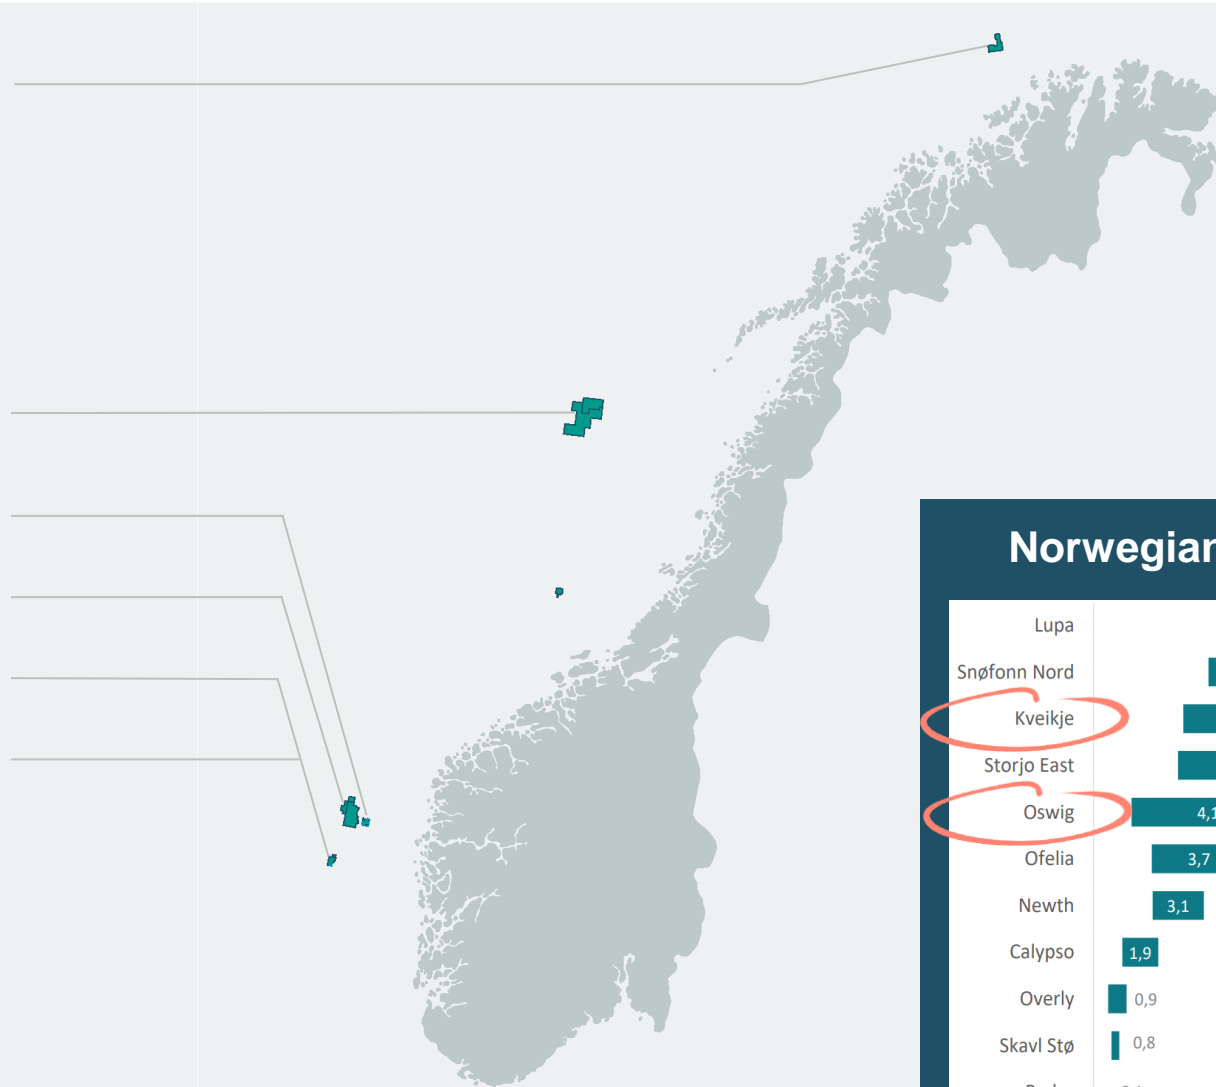 Norwegian
Lupa
Snøfonn Nord
Kveikje
Storjo East
Oswig 4,1
Ofelia 3,7
Newth 3,1
Calypso 1,9
Overly 0,9
Skavl Stø 0,8